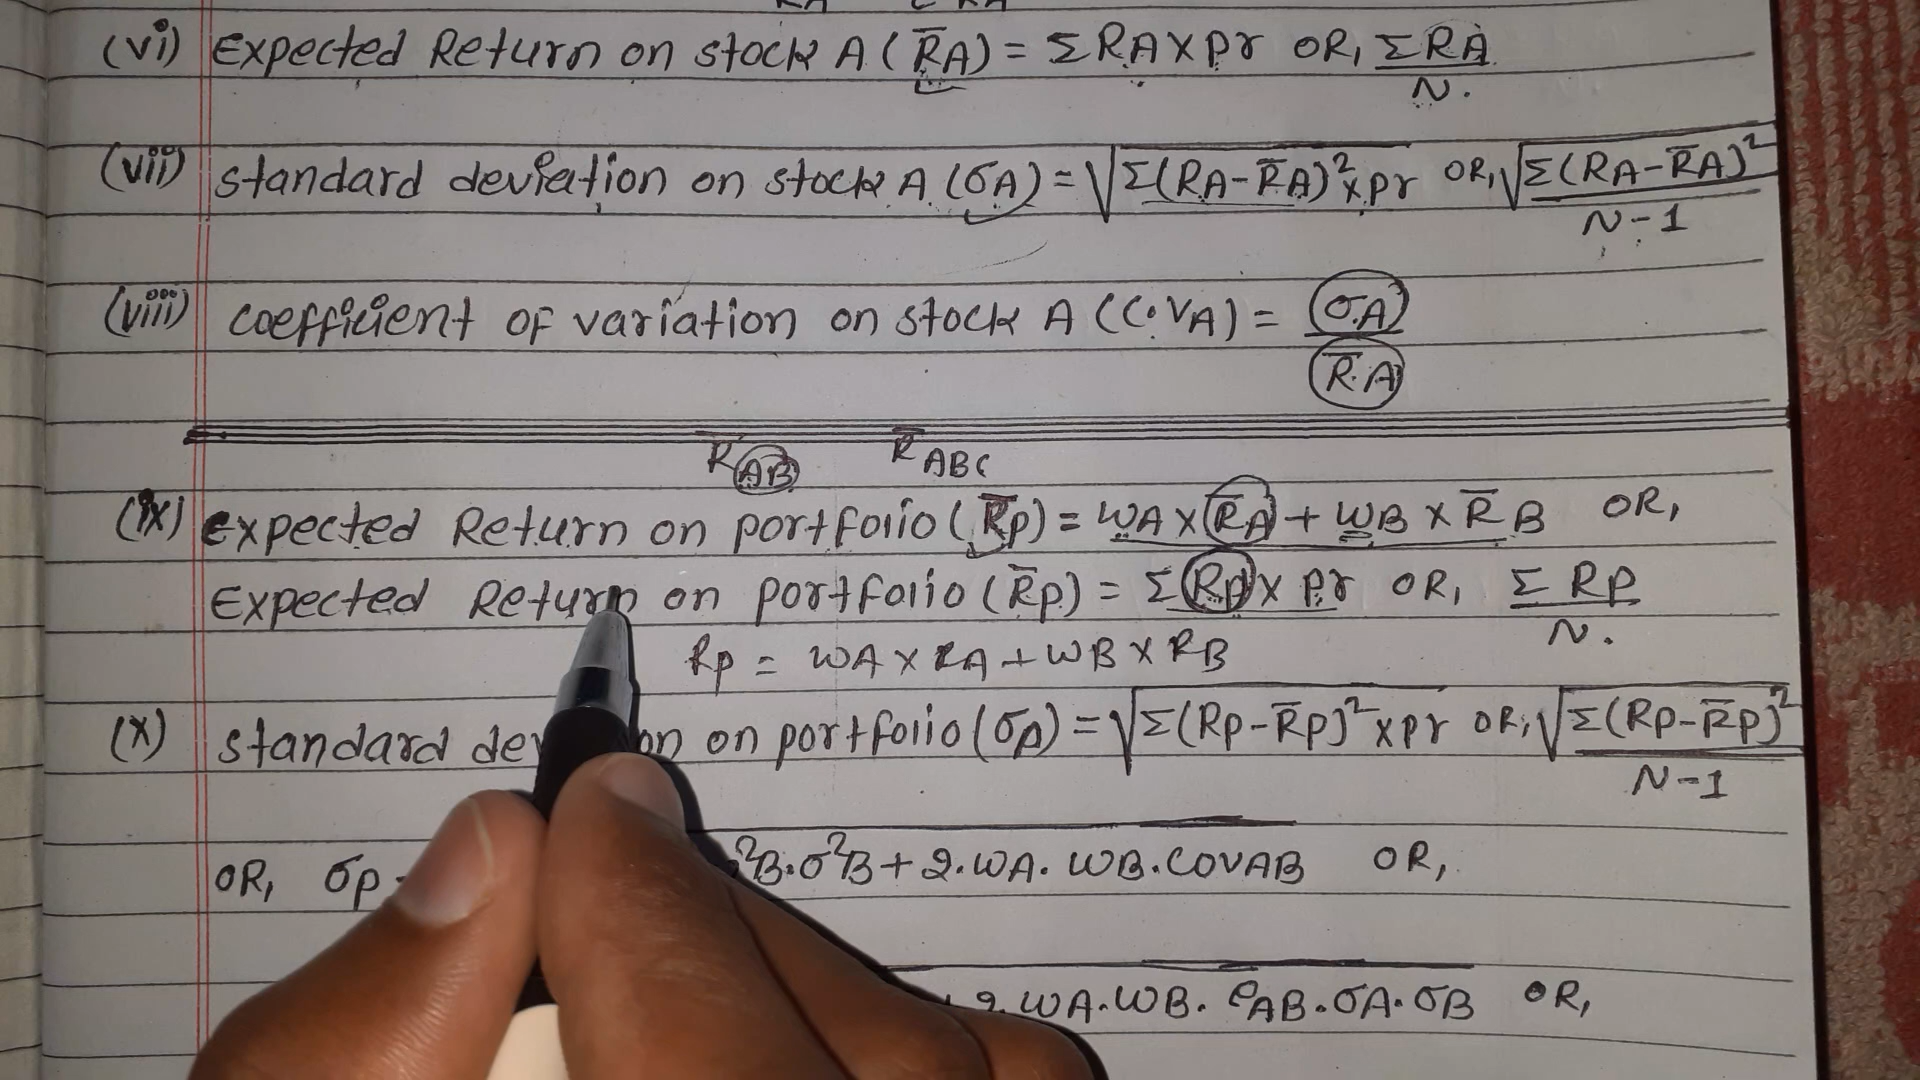 (vi) Expected Return on stock A (R̅A) = ΣRA×Pr OR, ΣRA/N.
(vii) standard deviation on stock A (σA) = √Σ(RA-R̅A)²×Pr OR, √Σ(RA-R̅A)²/N-1
(viii) coefficient of variation on stock A (C.VA) = σA/R̅.A
R̅AB R̅ABC
(ix) Expected Return on portfolio (R̅p) = WA×R̅A + WB×R̅B OR,
Expected Return on portfolio (R̅p) = ΣRp×Pr OR, ΣRp/N.
Rp = WA×RA+WB×RB
(x) standard on portfolio = √Σ(Rp-R̅p)²×Pr OR, √Σ(Rp-R̅p)²/N-1
OR, σp ²B.σ²B+2.WA.WB.COVAB OR,
2.WA.WB.ρAB.σA.σB OR,